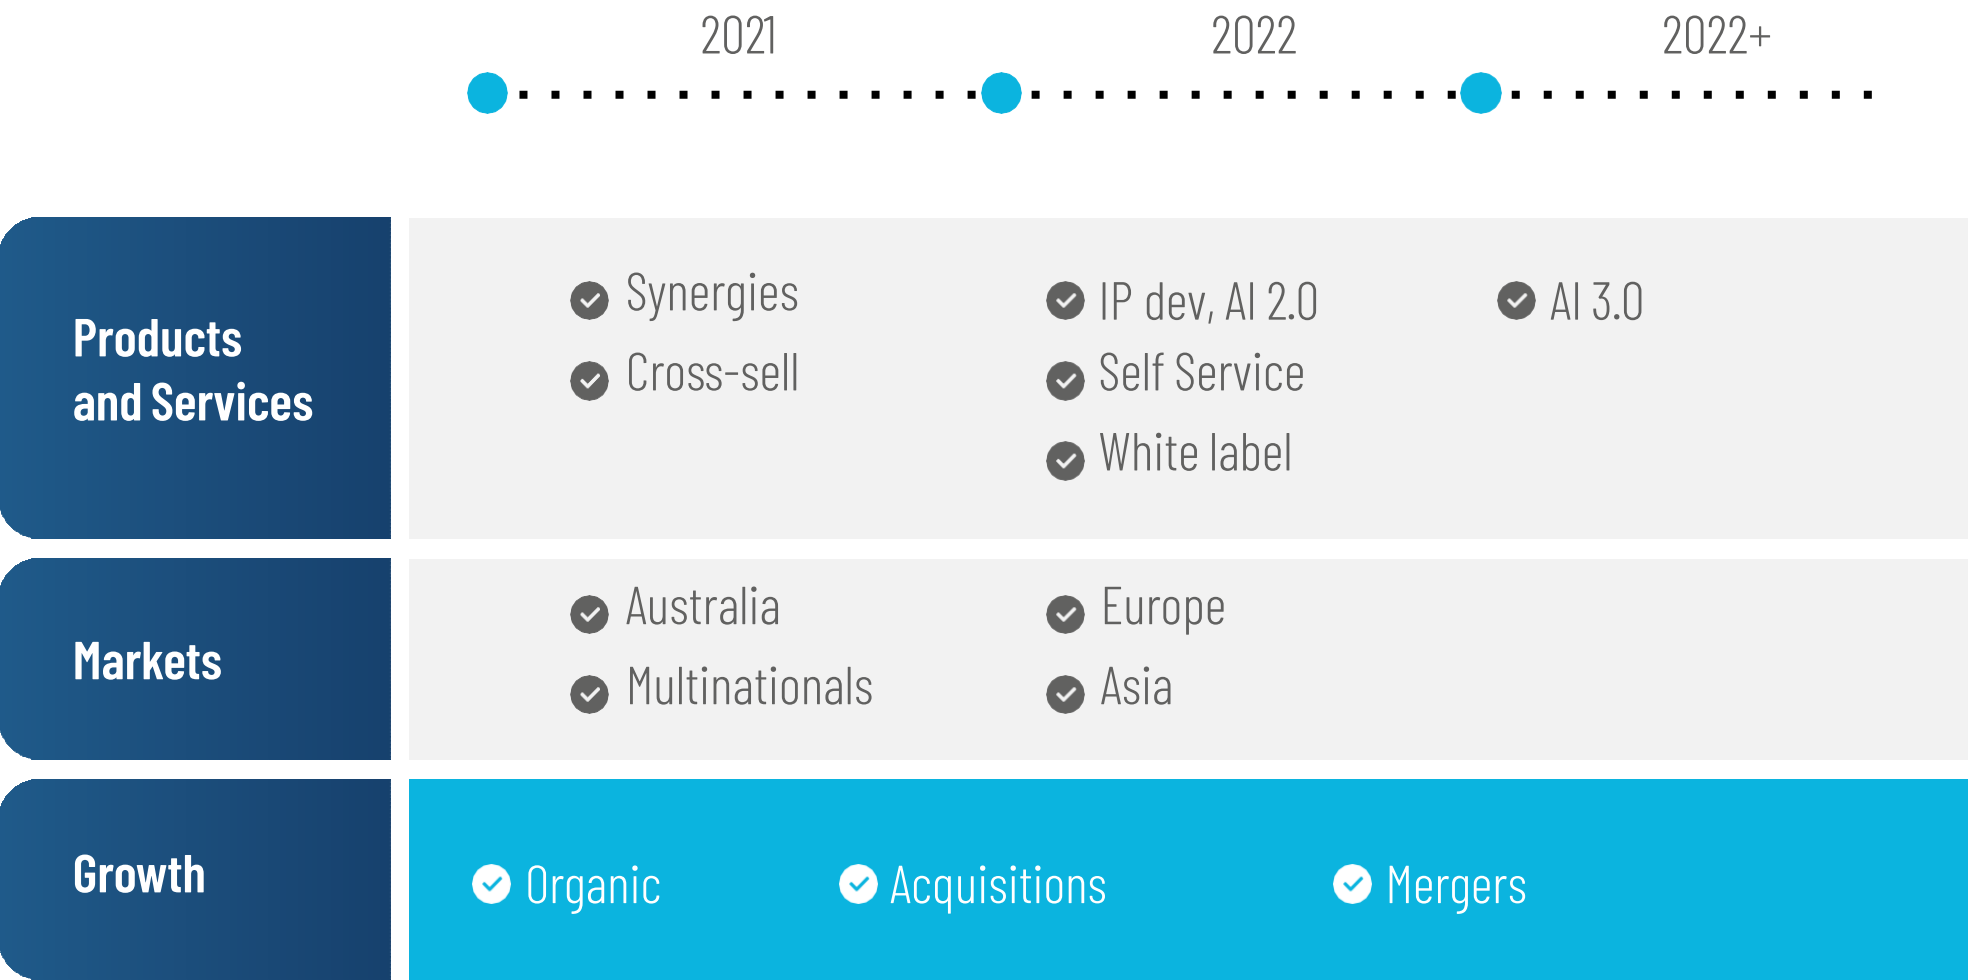 2021
2022
2022+
Products
and Services
Synergies
Cross-sell
IP dev, AI 2.0
Self Service
White label
AI 3.0
Markets
Australia
Multinationals
Europe
Asia
Growth
Organic
Acquisitions
Mergers